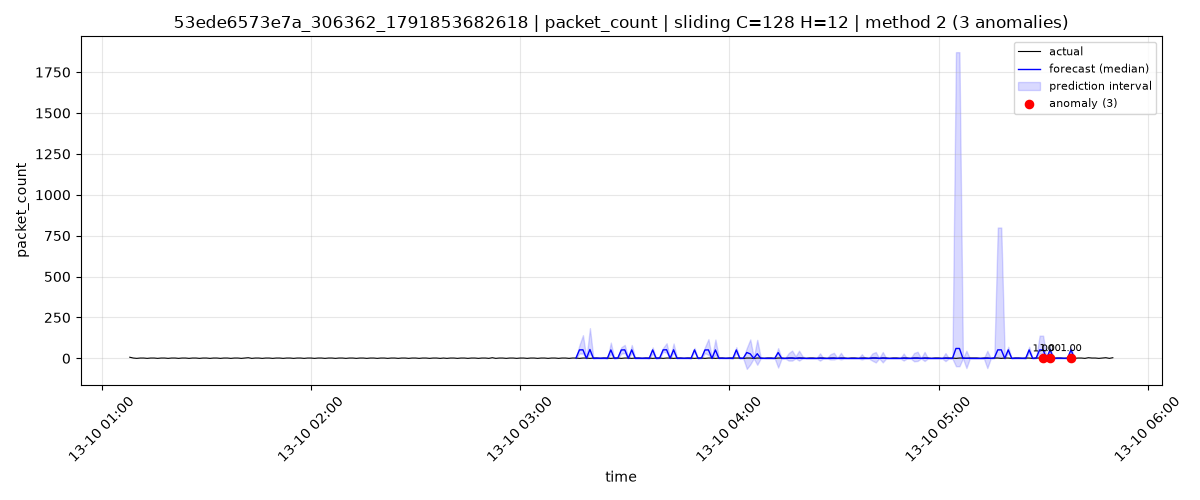 53ede6573e7a_306362_1791853682618 | packet_count | sliding C=128 H=12 | method 2 (3 anomalies)
actual
forecast (median)
prediction interval
anomaly (3)
packet_count
1750
1500
1250
1000
750
500
250
0
1.00
13-10 01:00
13-10 02:00
13-10 03:00
13-10 04:00
13-10 05:00
13-10 06:00
time